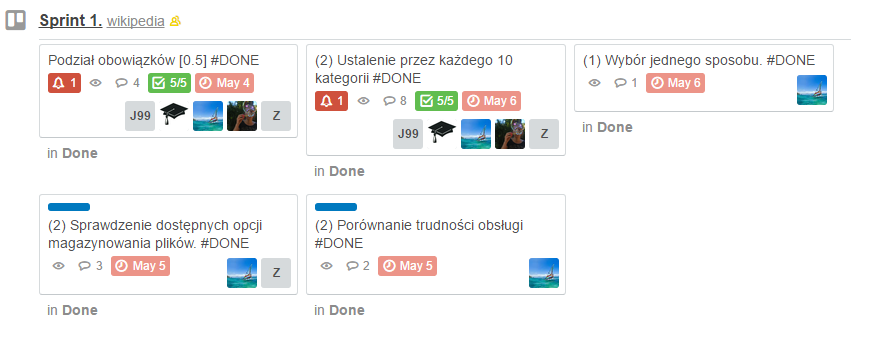 Sprint 1. wikipedia
Podział obowiązków [0.5] #DONE
1 4 5/5 May 4
J99 Z
in Done
(2) Ustalenie przez każdego 10
kategorii #DONE
1 8 5/5 May 6
J99 Z
in Done
(1) Wybór jednego sposobu. #DONE
1 May 6
in Done
(2) Sprawdzenie dostępnych opcji
magazynowania plików. #DONE
3 May 5
Z
in Done
(2) Porównanie trudności obsługi
#DONE
2 May 5
in Done